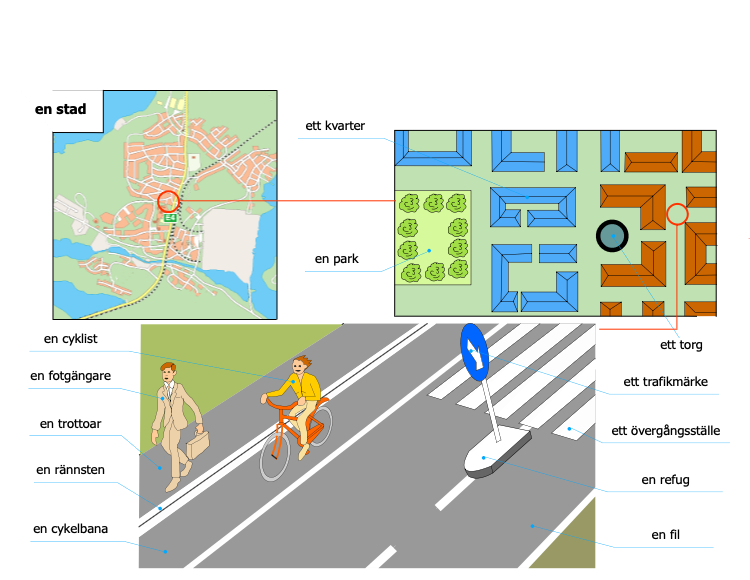 en stad
E4
ett kvarter
en park
ett torg
en cyklist
en fotgängare
en trottoar
en rännsten
en cykelbana
ett trafikmärke
ett övergångsställe
en refug
en fil